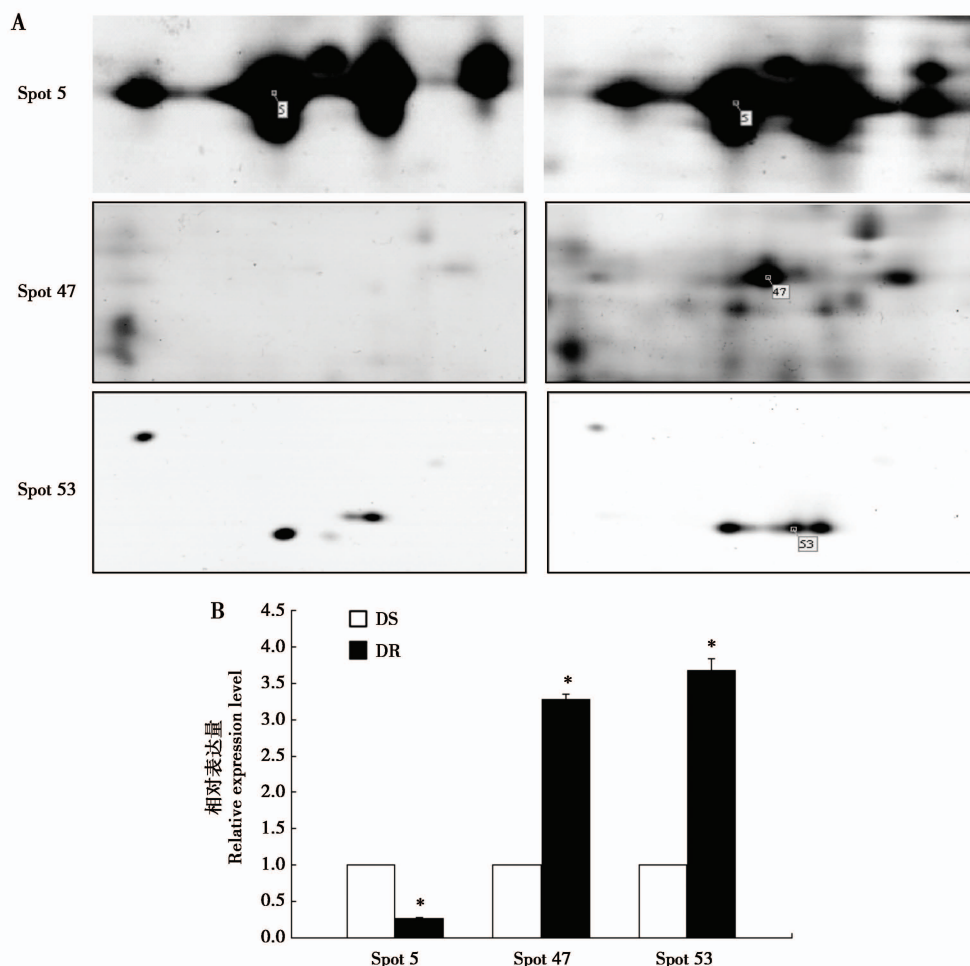 A
Spot 5
5
5
Spot 47
47
Spot 53
53
B
DS
DR
相对表达量
Relative expression level
4.5
4.0
3.5
3.0
2.5
2.0
1.5
1.0
0.5
0.0
*
*
*
Spot 5 Spot 47 Spot 53